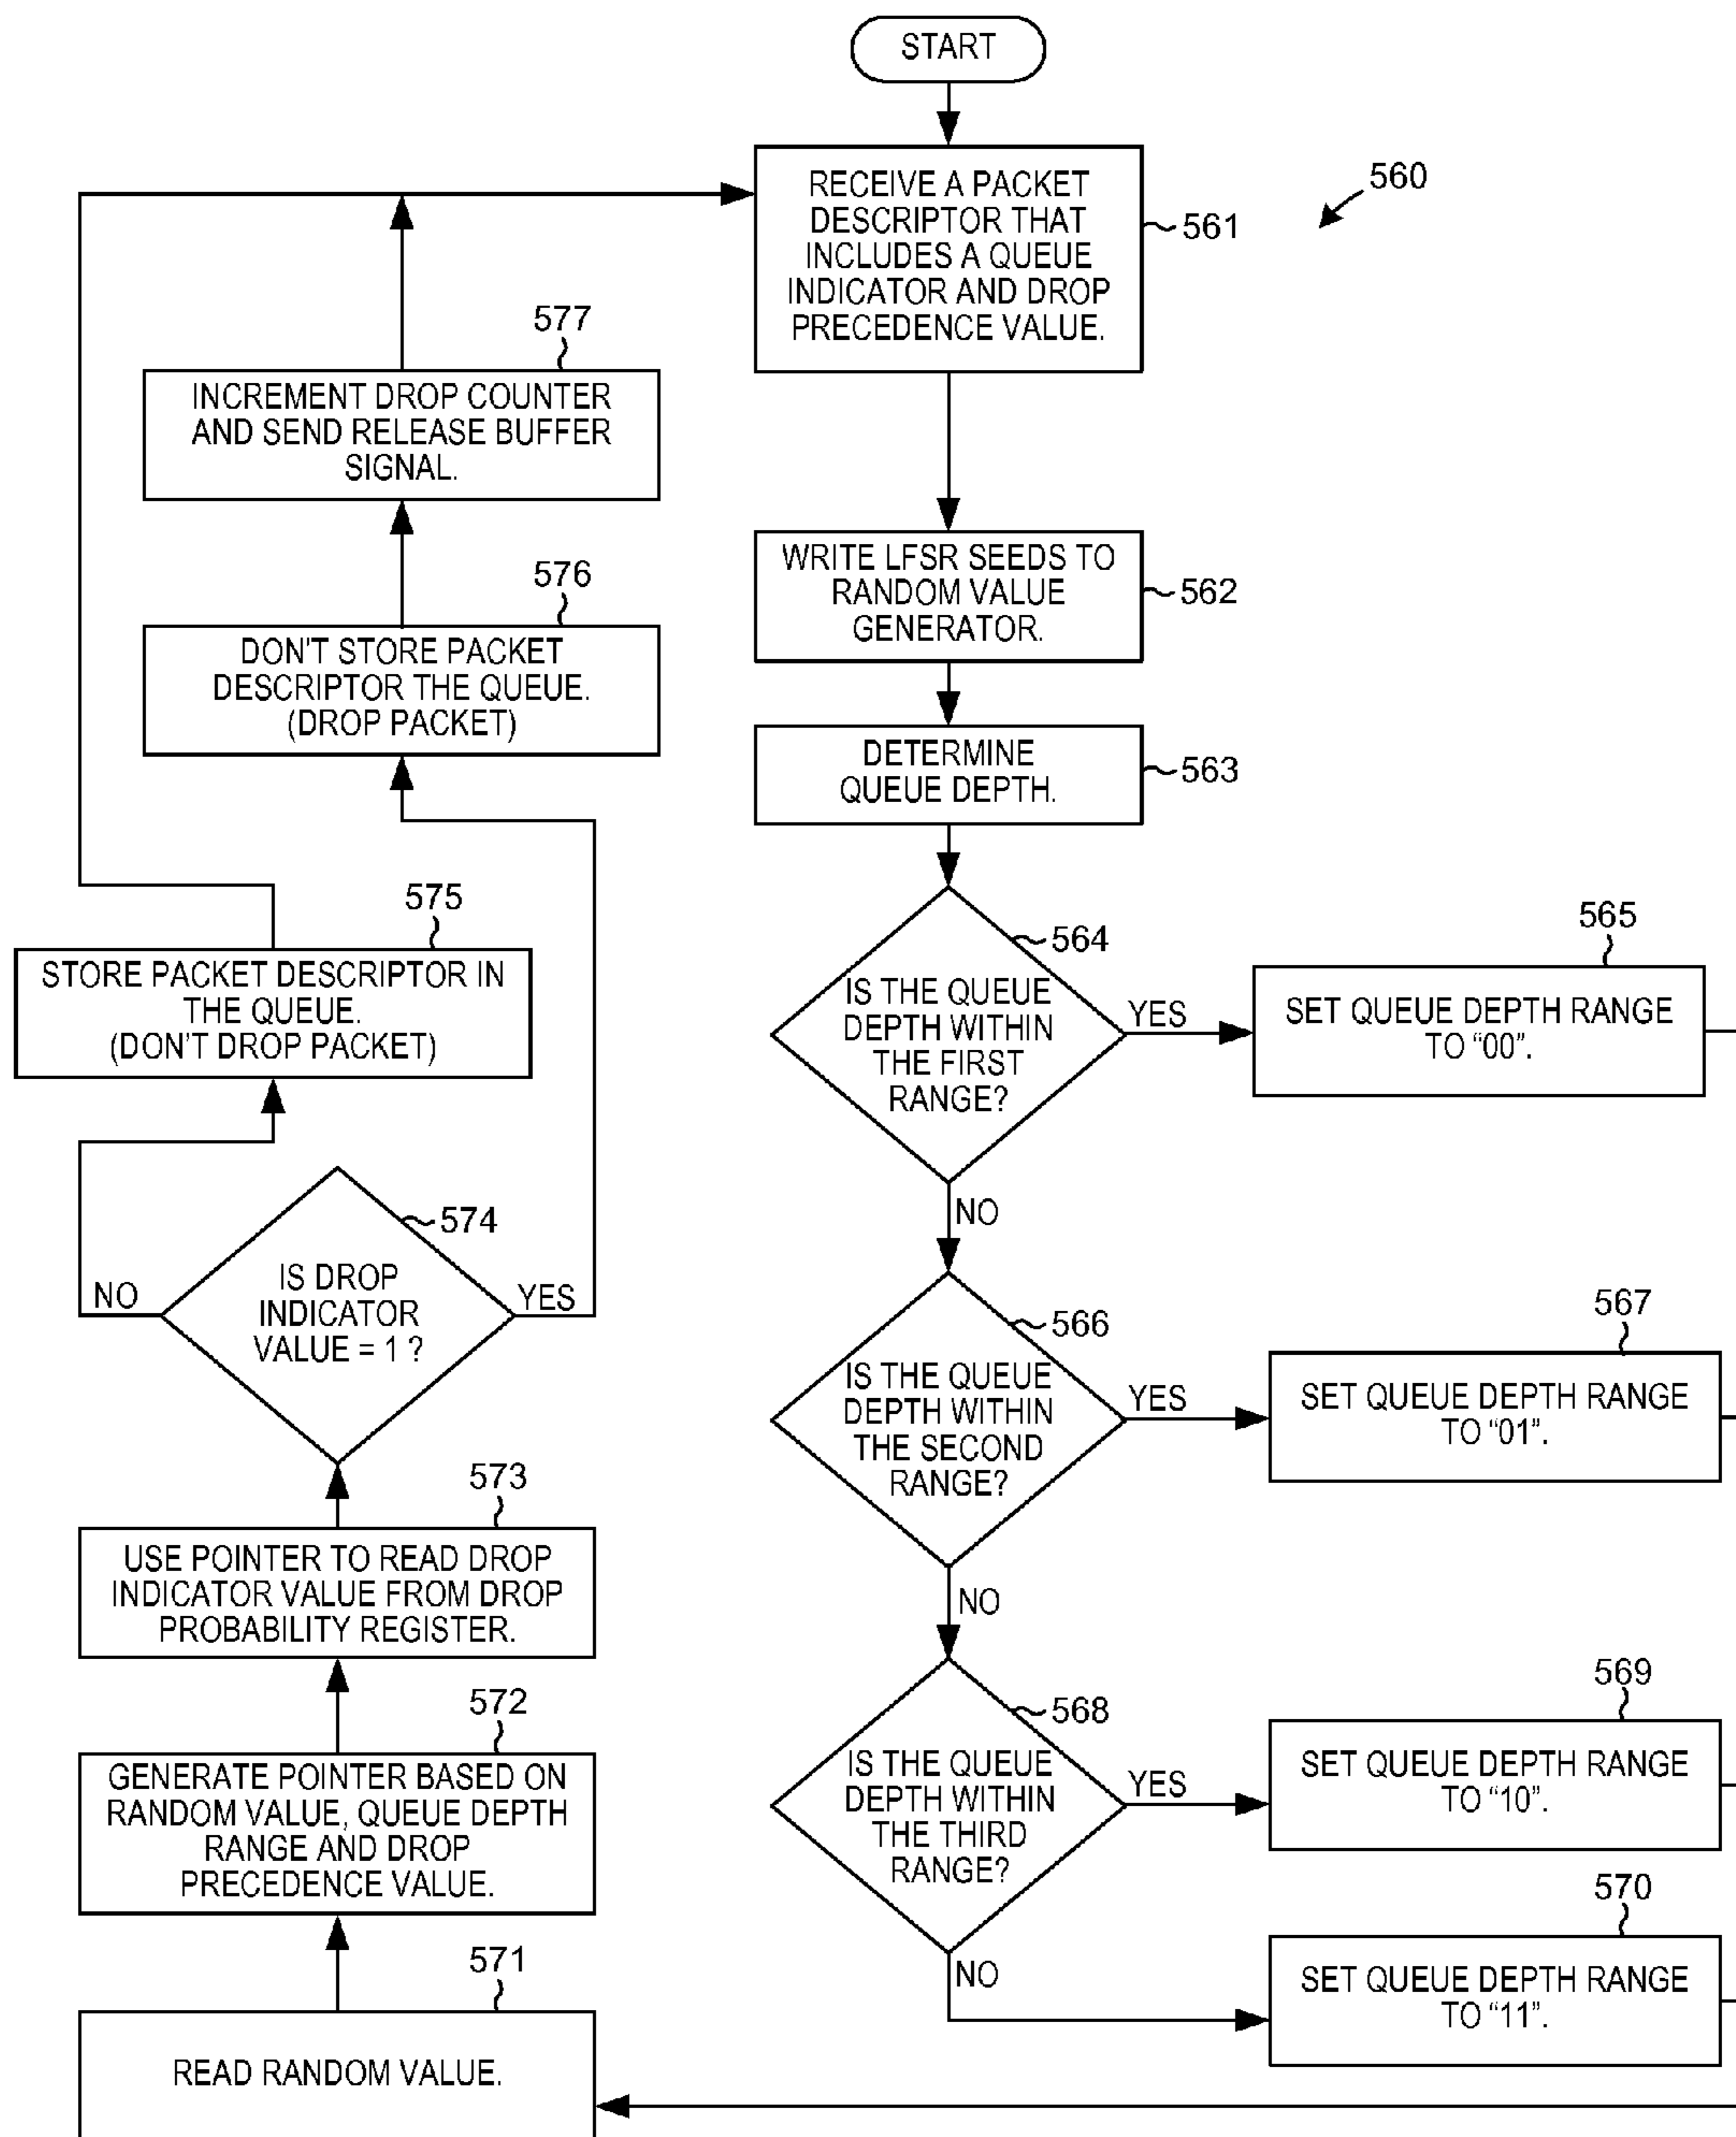 START
RECEIVE A PACKET
DESCRIPTOR THAT
INCLUDES A QUEUE
INDICATOR AND DROP
PRECEDENCE VALUE.
561
560
WRITE LFSR SEEDS TO
RANDOM VALUE
GENERATOR.
562
DETERMINE
QUEUE DEPTH.
563
IS THE QUEUE
DEPTH WITHIN
THE FIRST
RANGE?
564
YES
NO
565
SET QUEUE DEPTH RANGE
TO “00”.
IS THE QUEUE
DEPTH WITHIN
THE SECOND
RANGE?
566
YES
NO
567
SET QUEUE DEPTH RANGE
TO “01”.
IS THE QUEUE
DEPTH WITHIN
THE THIRD
RANGE?
568
YES
NO
569
SET QUEUE DEPTH RANGE
TO “10”.
570
SET QUEUE DEPTH RANGE
TO “11”.
571
READ RANDOM VALUE.
572
GENERATE POINTER BASED ON
RANDOM VALUE, QUEUE DEPTH
RANGE AND DROP
PRECEDENCE VALUE.
573
USE POINTER TO READ DROP
INDICATOR VALUE FROM DROP
PROBABILITY REGISTER.
574
IS DROP
INDICATOR
VALUE = 1 ?
NO
YES
575
STORE PACKET DESCRIPTOR IN
THE QUEUE.
(DON'T DROP PACKET)
576
DON'T STORE PACKET
DESCRIPTOR THE QUEUE.
(DROP PACKET)
577
INCREMENT DROP COUNTER
AND SEND RELEASE BUFFER
SIGNAL.